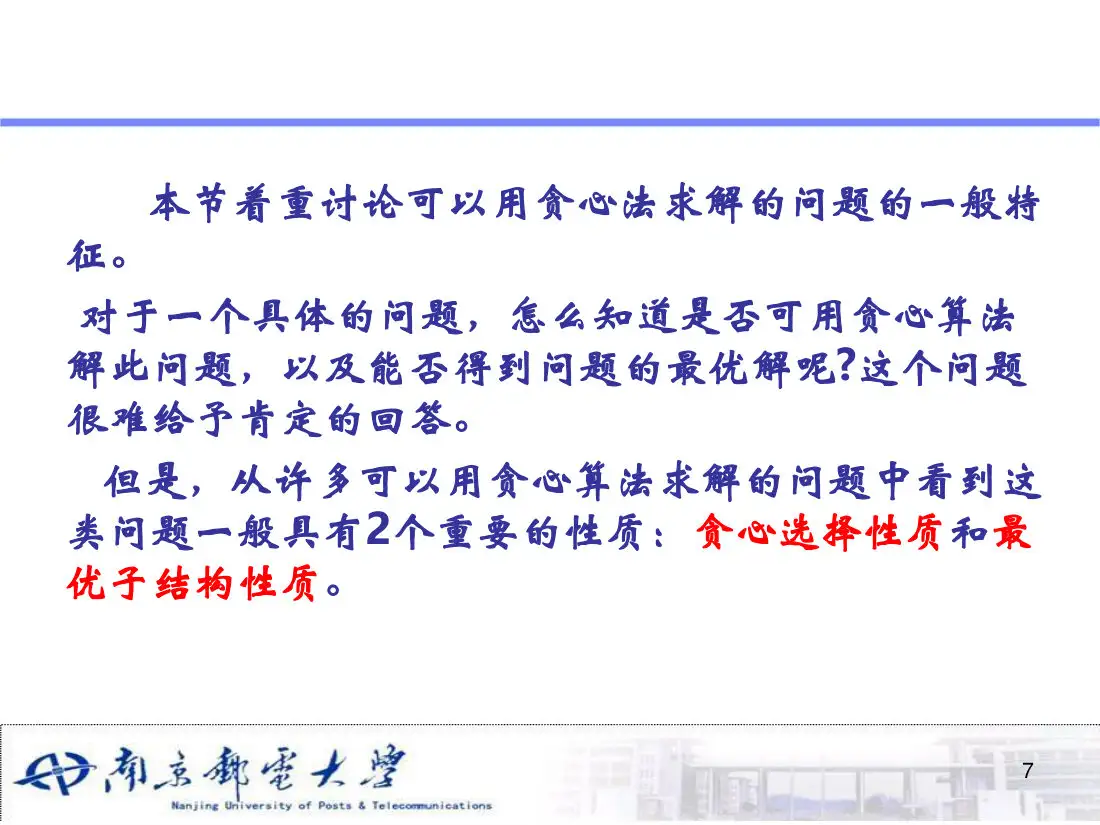 本节着重讨论可以用贪心法求解的问题的一般特
征。
对于一个具体的问题，怎么知道是否可用贪心算法
解此问题，以及能否得到问题的最优解呢?这个问题
很难给予肯定的回答。
但是，从许多可以用贪心算法求解的问题中看到这
类问题一般具有2个重要的性质：贪心选择性质和最
优子结构性质。
南京郵電大學
Nanjing University of Posts & Telecommunications
7